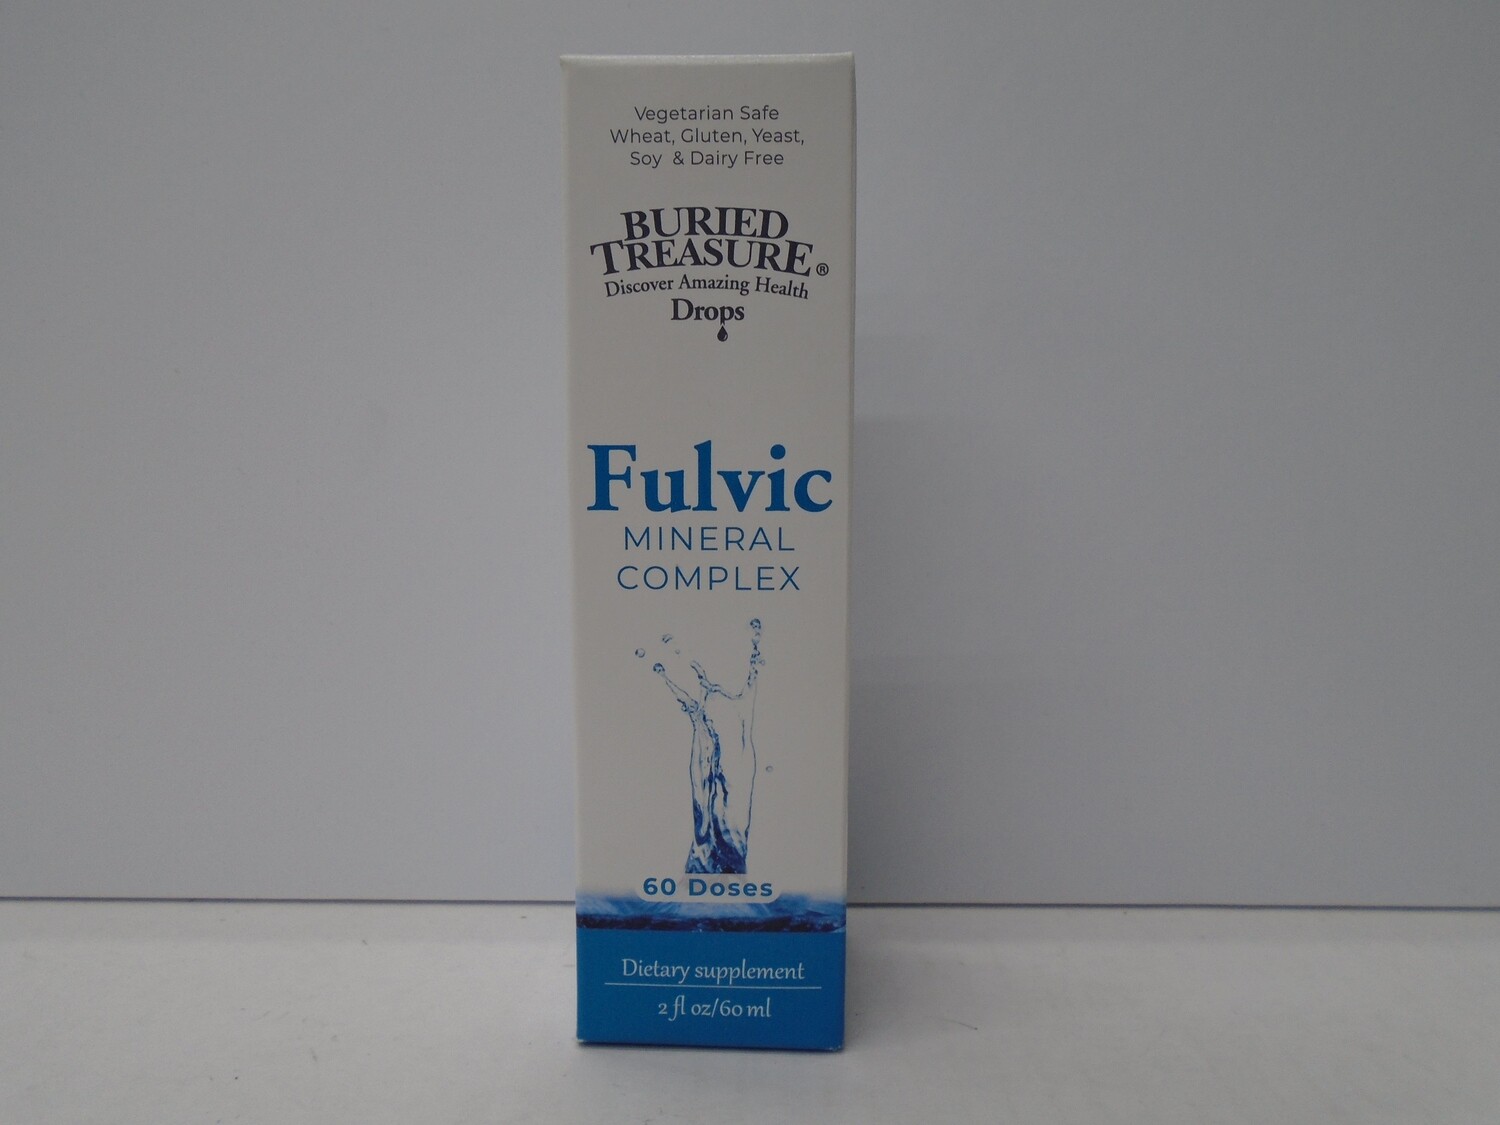 Vegetarian Safe
Wheat, Gluten, Yeast,
Soy & Dairy Free
BURIED
TREASURE®
Discover Amazing Health
Drops
Fulvic
MINERAL
COMPLEX
60 Doses
Dietary supplement
2 fl oz/60 ml